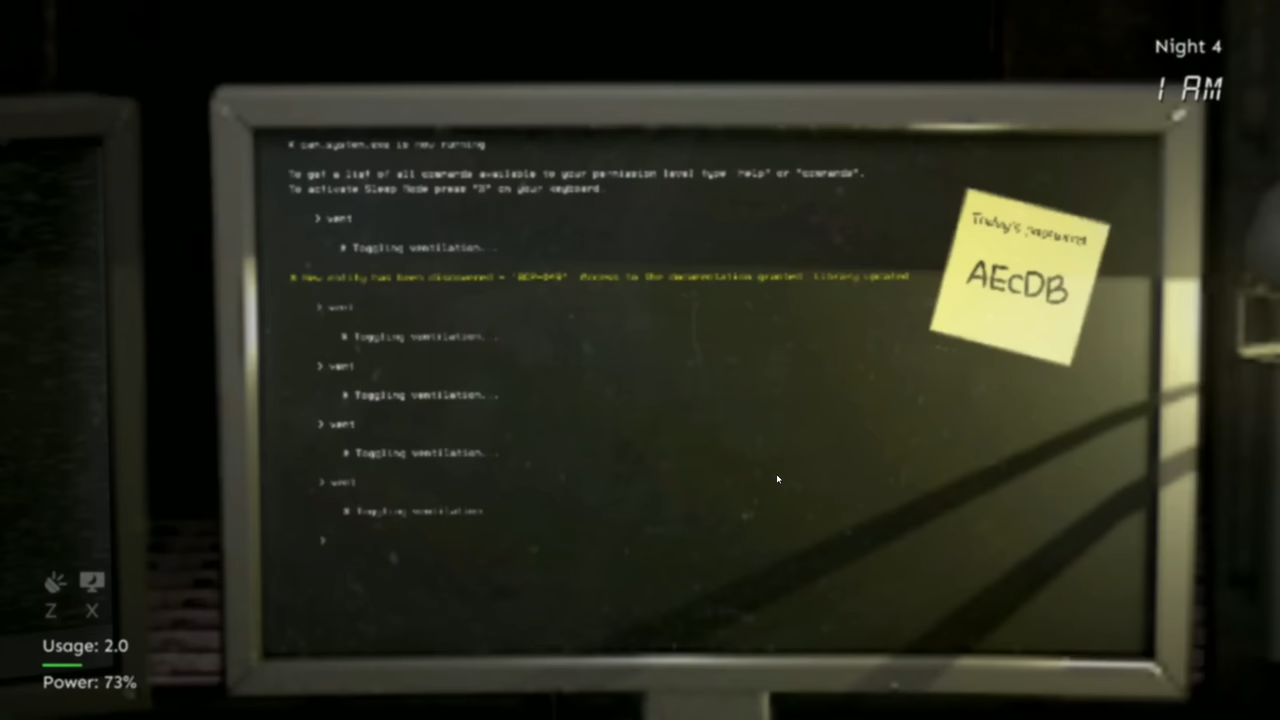 Night 4
1 AM
# cam.system.exe is now running
To get a list of all commands available to your permission level type "help" or "commands".
To activate Sleep Mode press "X" on your keyboard.
> vent
# Toggling ventilation...
# New entity has been discovered - Access to the documentation granted. Library updated
> vent
# Toggling ventilation...
> vent
# Toggling ventilation...
> vent
# Toggling ventilation...
> vent
# Toggling ventilation
>
Today's password
AEcDB
Z X
Usage: 2.0
Power: 73%